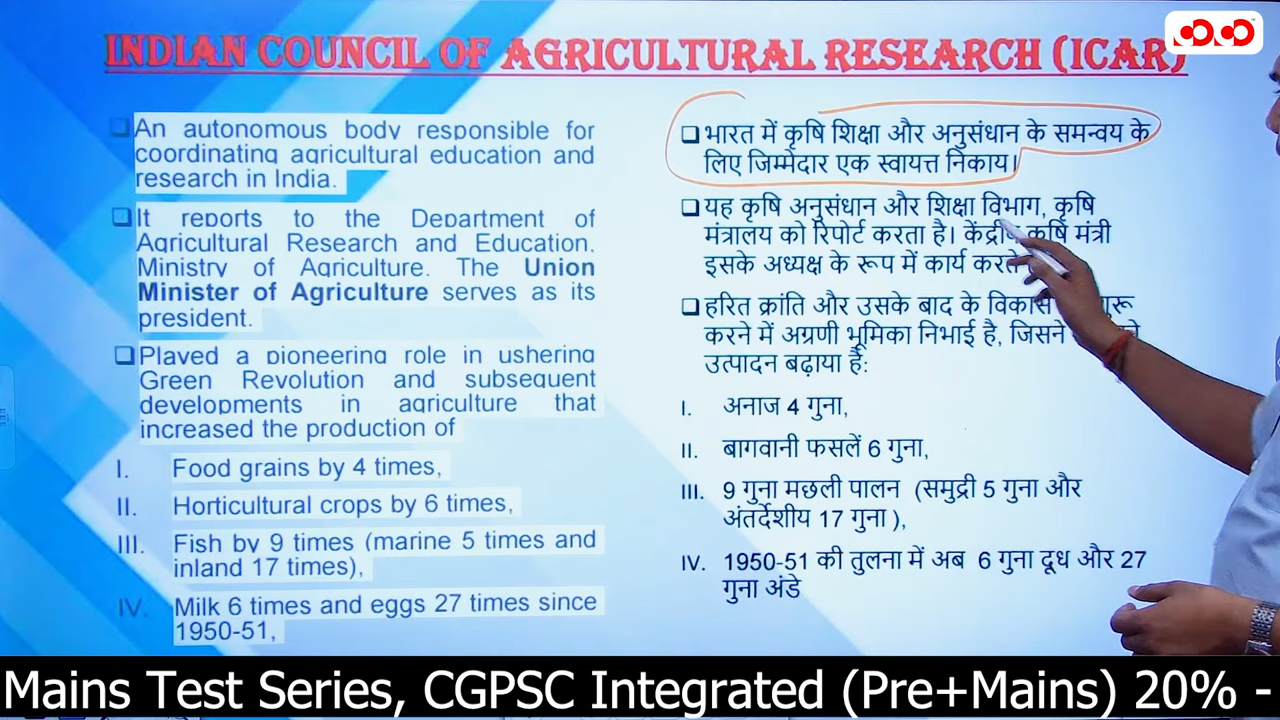 INDIAN COUNCIL OF AGRICULTURAL RESEARCH (ICAR)
An autonomous body responsible for
coordinating agricultural education and
research in India.
It reports to the Department of
Agricultural Research and Education.
Ministry of Agriculture. The Union
Minister of Agriculture serves as its
president.
Played a pioneering role in ushering
Green Revolution and subsequent
developments in agriculture that
increased the production of
I. Food grains by 4 times,
II. Horticultural crops by 6 times,
III. Fish by 9 times (marine 5 times and
inland 17 times),
IV. Milk 6 times and eggs 27 times since
1950-51,
भारत में कृषि शिक्षा और अनुसंधान के समन्वय के
लिए जिम्मेदार एक स्वायत्त निकाय।
यह कृषि अनुसंधान और शिक्षा विभाग, कृषि
मंत्रालय को रिपोर्ट करता है। केंद्रीय कृषि मंत्री
इसके अध्यक्ष के रूप में कार्य करते
हरित क्रांति और उसके बाद के विकास
करने में अग्रणी भूमिका निभाई है, जिसने
उत्पादन बढ़ाया है:
I. अनाज 4 गुना,
II. बागवानी फसलें 6 गुना,
III. 9 गुना मछली पालन (समुद्री 5 गुना और
अंतर्देशीय 17 गुना ),
IV. 1950-51 की तुलना में अब 6 गुना दूध और 27
गुना अंडे
Mains Test Series, CGPSC Integrated (Pre+Mains) 20% -